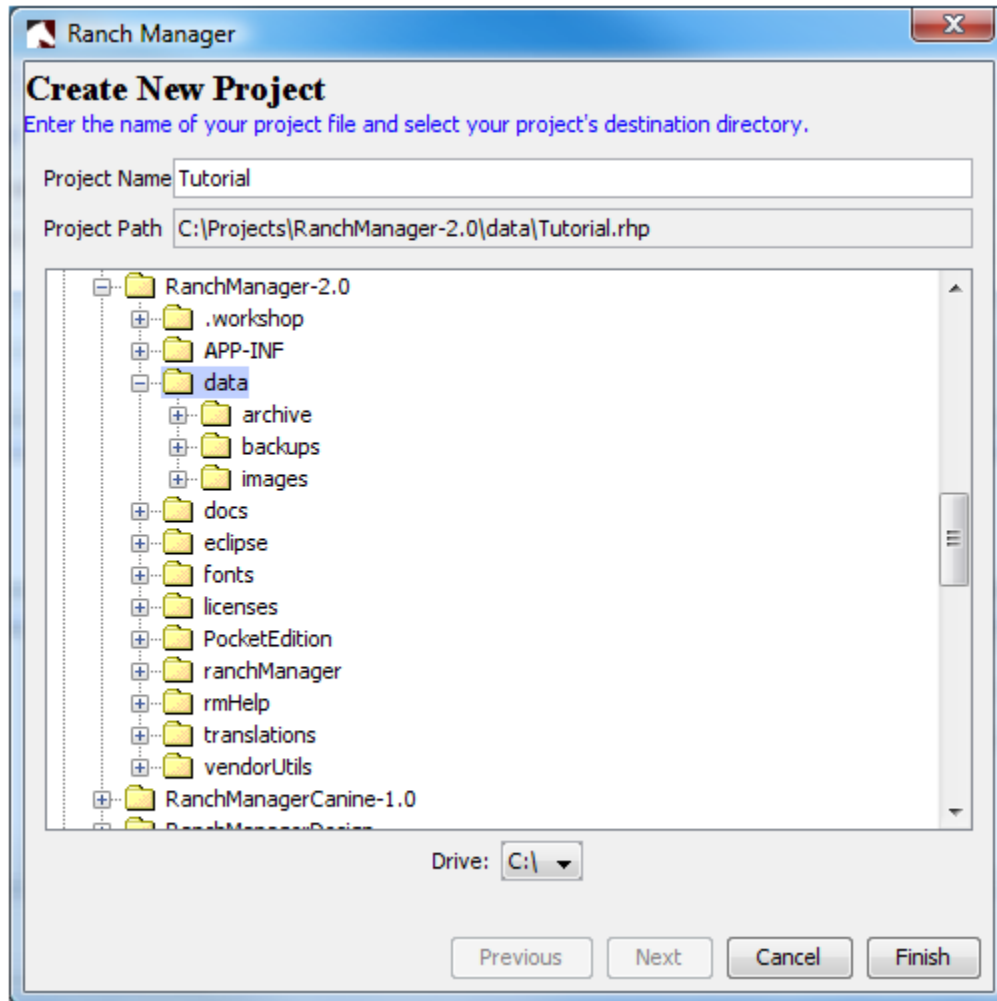 Ranch Manager
Create New Project
Enter the name of your project file and select your project's destination directory.
Project Name Tutorial
Project Path C:\Projects\RanchManager-2.0\data\Tutorial.rhp
RanchManager-2.0
.workshop
APP-INF
data
archive
backups
images
docs
eclipse
fonts
licenses
PocketEdition
ranchManager
rmHelp
translations
vendorUtils
RanchManagerCanine-1.0
RanchManagerDesign
Drive: C:\
Previous Next Cancel Finish